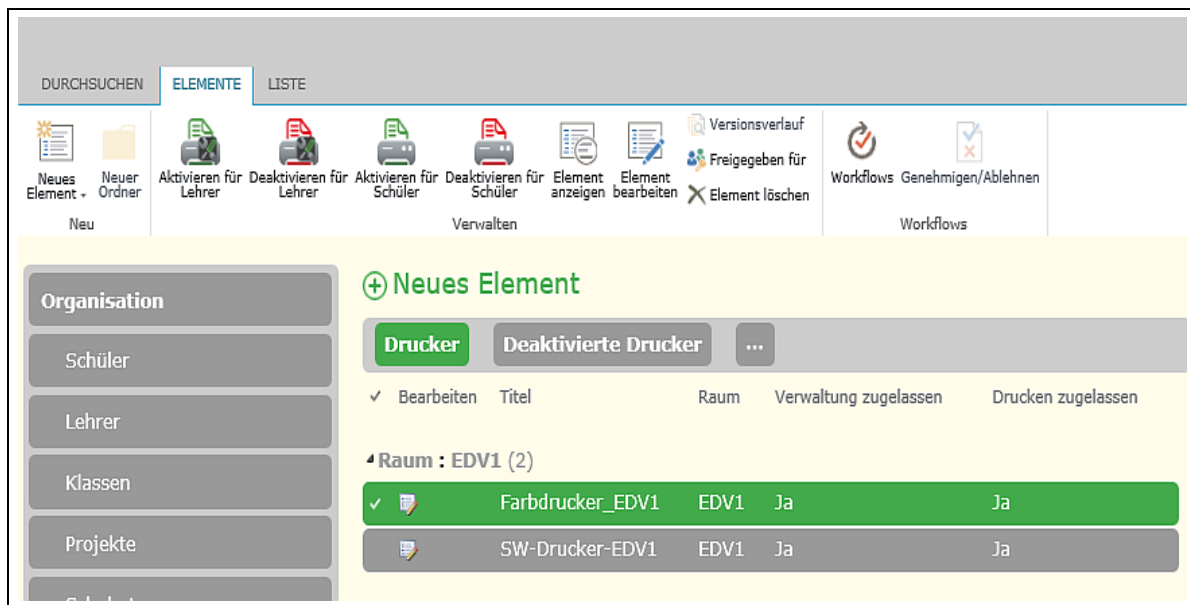 DURCHSUCHEN ELEMENTE LISTE
Neues Element Neuer Ordner Aktivieren für Lehrer Deaktivieren für Lehrer Aktivieren für Schüler Deaktivieren für Schüler Element anzeigen Element bearbeiten Versionsverlauf
Freigegeben für
Element löschen
Workflows Genehmigen/Ablehnen
Neu Verwalten Workflows
Organisation
Schüler
Lehrer
Klassen
Projekte
Neues Element
Drucker Deaktivierte Drucker ...
Bearbeiten Titel Raum Verwaltung zugelassen Drucken zugelassen
Raum : EDV1 (2)
Farbdrucker_EDV1 EDV1 Ja Ja
SW-Drucker-EDV1 EDV1 Ja Ja